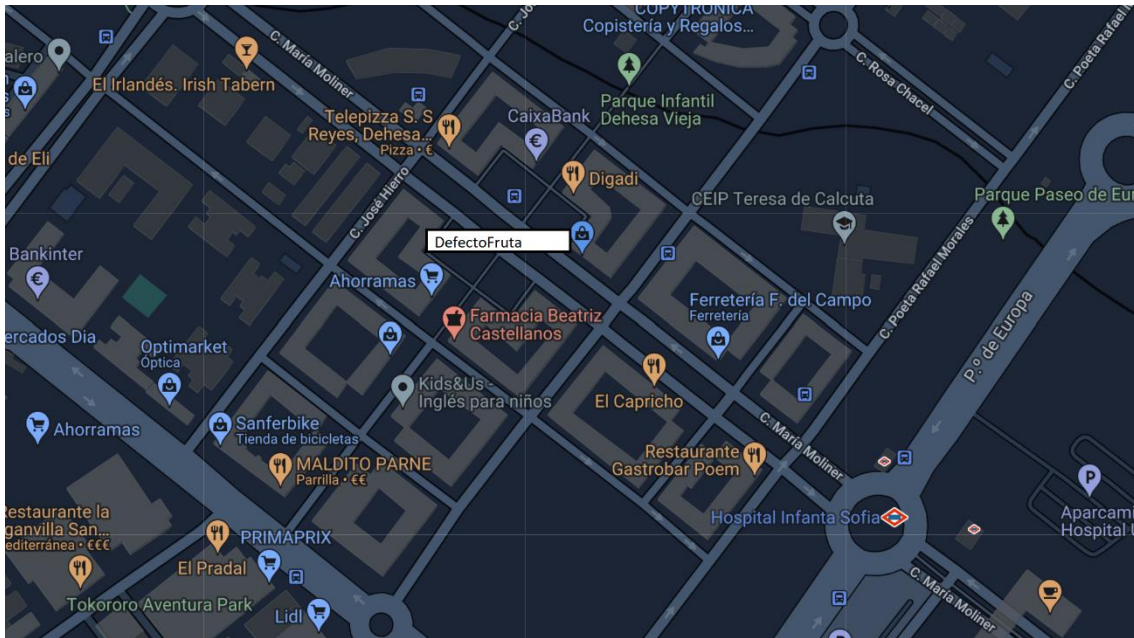 COPYTRONICA
Copistería y Regalos...
C. María Moliner
El Irlandés. Irish Tabern
C. Poeta Rafael
C. Rosa Chacel
Telepizza S. S
Reyes, Dehesa...
Pizza • €
CaixaBank
Parque Infantil
Dehesa Vieja
de Eli
Digadi
CEIP Teresa de Calcuta
Parque Paseo de Eur
C. José Hierro
DefectoFruta
Bankinter
Ahorramas
C. Poeta Rafael Morales
Ferretería F. del Campo
Ferretería
Farmacia Beatriz
Castellanos
P.º de Europa
ercados Dia
Optimarket
Óptica
Kids&Us -
Inglés para niños
El Capricho
Ahorramas
Sanferbike
Tienda de bicicletas
C. María Moliner
MALDITO PARNE
Parrilla • €€
Restaurante
Gastrobar Poem
Hospital Infanta Sofia
P
Aparcami
Hospital
Restaurante la
ganvilla San...
editerránea • €€€
El Pradal
PRIMAPRIX
C. María Moliner
Tokororo Aventura Park
Lidl